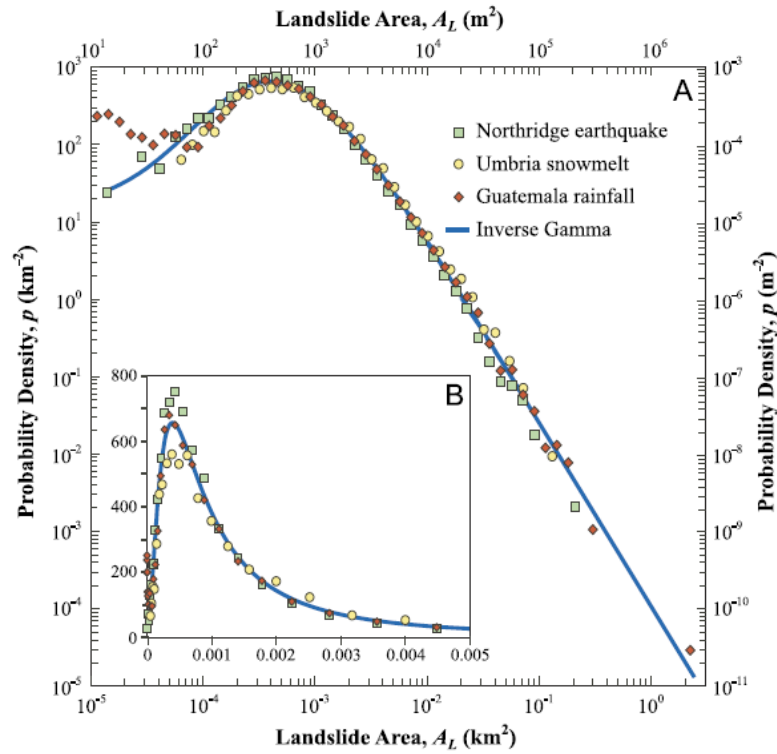 Landslide Area, A_L (m²)
10¹ 10² 10³ 10⁴ 10⁵ 10⁶
A
10³ 10⁻³
10² 10⁻⁴
10¹ 10⁻⁵
10⁰ 10⁻⁶
10⁻¹ 10⁻⁷
10⁻² 10⁻⁸
10⁻³ 10⁻⁹
10⁻⁴ 10⁻¹⁰
10⁻⁵ 10⁻¹¹
Probability Density, p (km⁻²)
Probability Density, p (m⁻²)
Northridge earthquake
Umbria snowmelt
Guatemala rainfall
Inverse Gamma
B
800
600
400
200
0
0 0.001 0.002 0.003 0.004 0.005
10⁻⁵ 10⁻⁴ 10⁻³ 10⁻² 10⁻¹ 10⁰
Landslide Area, A_L (km²)